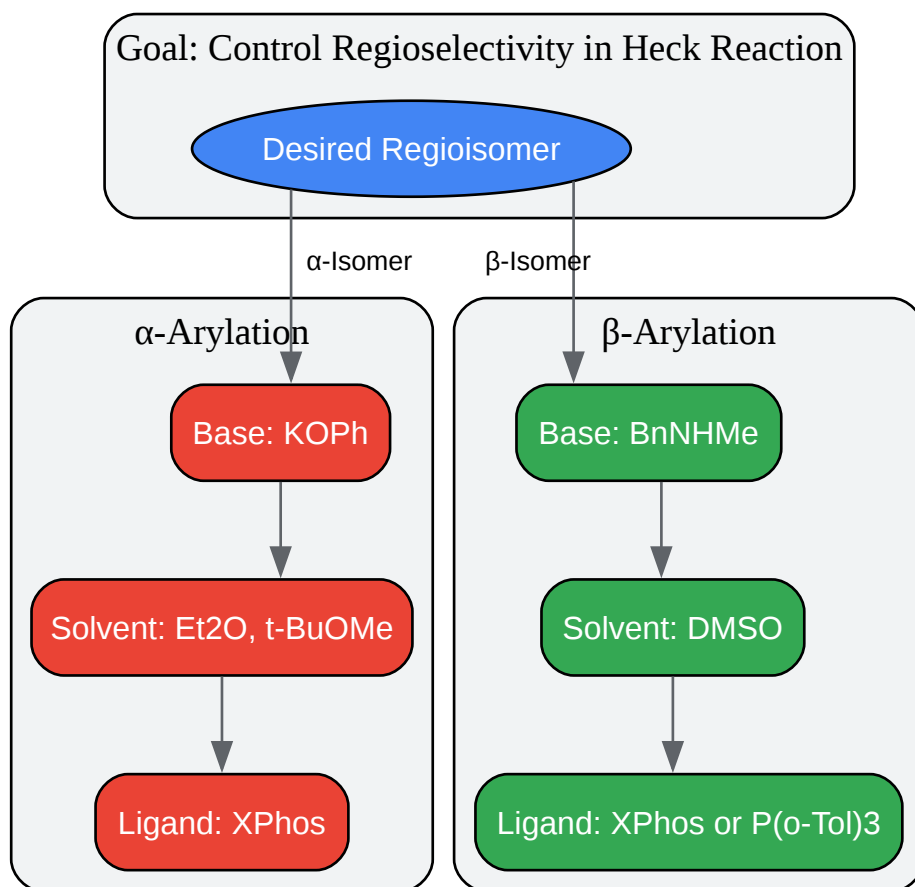 Goal: Control Regioselectivity in Heck Reaction
Desired Regioisomer
α-Isomer
β-Isomer
α-Arylation
Base: KOPh
Solvent: Et2O, t-BuOMe
Ligand: XPhos
β-Arylation
Base: BnNHMe
Solvent: DMSO
Ligand: XPhos or P(o-Tol)3